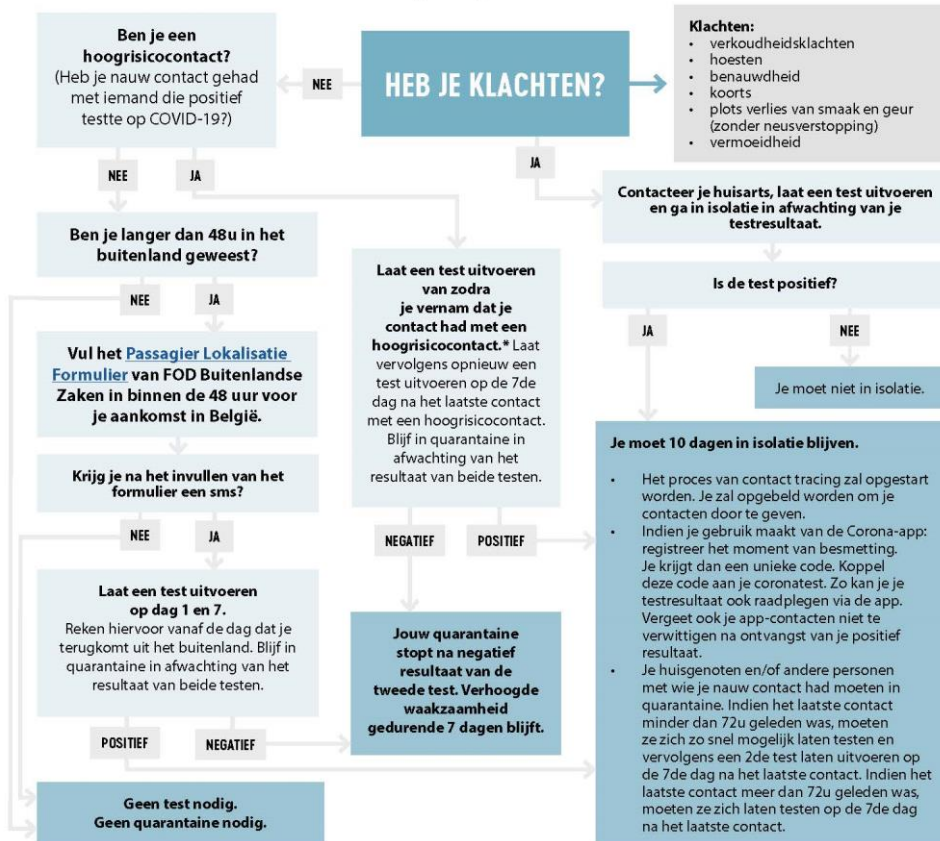 HEB JE KLACHTEN?
Klachten:
• verkoudheidsklachten
• hoesten
• benauwdheid
• koorts
• plots verlies van smaak en geur
(zonder neusverstopping)
• vermoeidheid
NEE
Ben je een
hoogrisicocontact?
(Heb je nauw contact gehad
met iemand die positief
testte op COVID-19?)
NEE
JA
Ben je langer dan 48u in het
buitenland geweest?
NEE
JA
Vul het Passagier Lokalisatie
Formulier van FOD Buitenlandse
Zaken in binnen de 48 uur voor
je aankomst in België.
Krijg je na het invullen van het
formulier een sms?
NEE
JA
Laat een test uitvoeren
op dag 1 en 7.
Reken hiervoor vanaf de dag dat je
terugkomt uit het buitenland. Blijf in
quarantaine in afwachting van het
resultaat van beide testen.
POSITIEF
NEGATIEF
Geen test nodig.
Geen quarantaine nodig.
Laat een test uitvoeren
van zodra
je vernam dat je
contact had met een
hoogrisicocontact.* Laat
vervolgens opnieuw een
test uitvoeren op de 7de
dag na het laatste contact
met een hoogrisicocontact.
Blijf in quarantaine in
afwachting van het
resultaat van beide testen.
NEGATIEF
POSITIEF
Jouw quarantaine
stopt na negatief
resultaat van de
tweede test. Verhoogde
waakzaamheid
gedurende 7 dagen blijft.
JA
Contacteer je huisarts, laat een test uitvoeren
en ga in isolatie in afwachting van je
testresultaat.
Is de test positief?
JA
NEE
Je moet niet in isolatie.
Je moet 10 dagen in isolatie blijven.
• Het proces van contact tracing zal opgestart
worden. Je zal opgebeld worden om je
contacten door te geven.
• Indien je gebruik maakt van de Corona-app:
registreer het moment van besmetting.
Je krijgt dan een unieke code. Koppel
deze code aan je coronatest. Zo kan je je
testresultaat ook raadplegen via de app.
Vergeet ook je app-contacten niet te
verwittigen na ontvangst van je positief
resultaat.
• Je huisgenoten en/of andere personen
met wie je nauw contact had moeten in
quarantaine. Indien het laatste contact
minder dan 72u geleden was, moeten
ze zich zo snel mogelijk laten testen en
vervolgens een 2de test laten uitvoeren op
de 7de dag na het laatste contact. Indien het
laatste contact meer dan 72u geleden was,
moeten ze zich laten testen op de 7de dag
na het laatste contact.